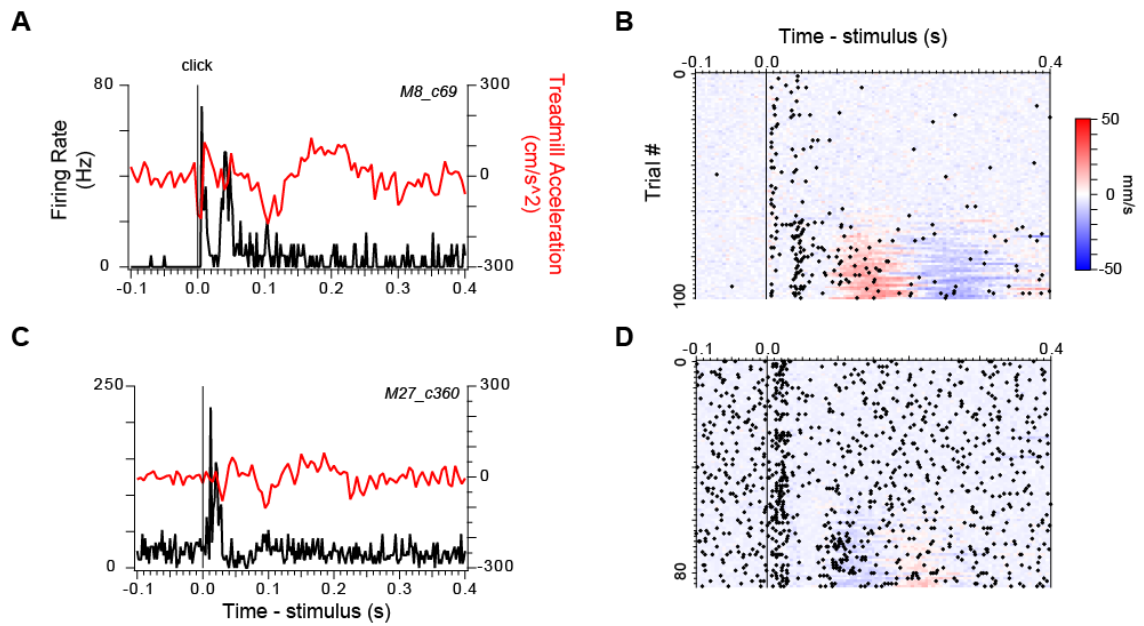 A
click
80
0
Firing Rate
(Hz)
M8_c69
300
0
-300
Treadmill Acceleration
(cm/s^2)
-0.1 0.0 0.1 0.2 0.3 0.4
B
Time - stimulus (s)
-0.1 0.0 0.4
0
100
Trial #
50
0
-50
mm/s
C
250
0
M27_c360
300
0
-300
-0.1 0.0 0.1 0.2 0.3 0.4
Time - stimulus (s)
D
-0.1 0.0 0.4
0
80